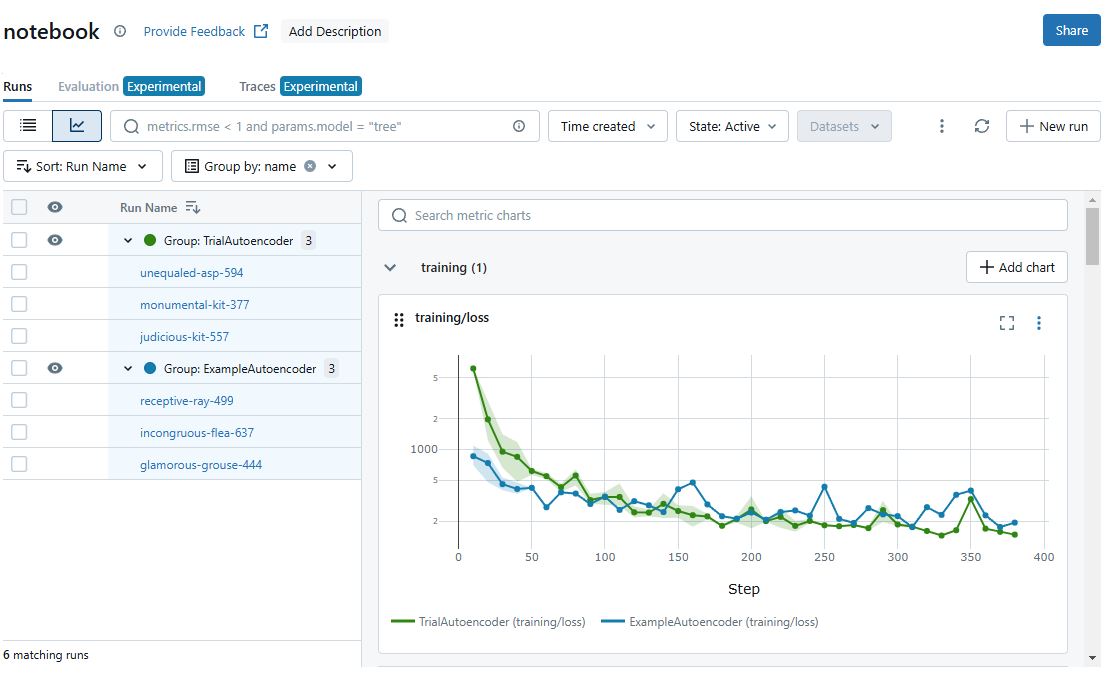 notebook Provide Feedback Add Description Share
Runs Evaluation Experimental Traces Experimental
metrics.rmse < 1 and params.model = "tree" Time created State: Active Datasets New run
Sort: Run Name Group by: name
Run Name
Group: TrialAutoencoder 3
unequaled-asp-594
monumental-kit-377
judicious-kit-557
Group: ExampleAutoencoder 3
receptive-ray-499
incongruous-flea-637
glamorous-grouse-444
6 matching runs
Search metric charts
training (1) Add chart
training/loss
5
2
1000
5
2
0 50 100 150 200 250 300 350 400
Step
TrialAutoencoder (training/loss) ExampleAutoencoder (training/loss)